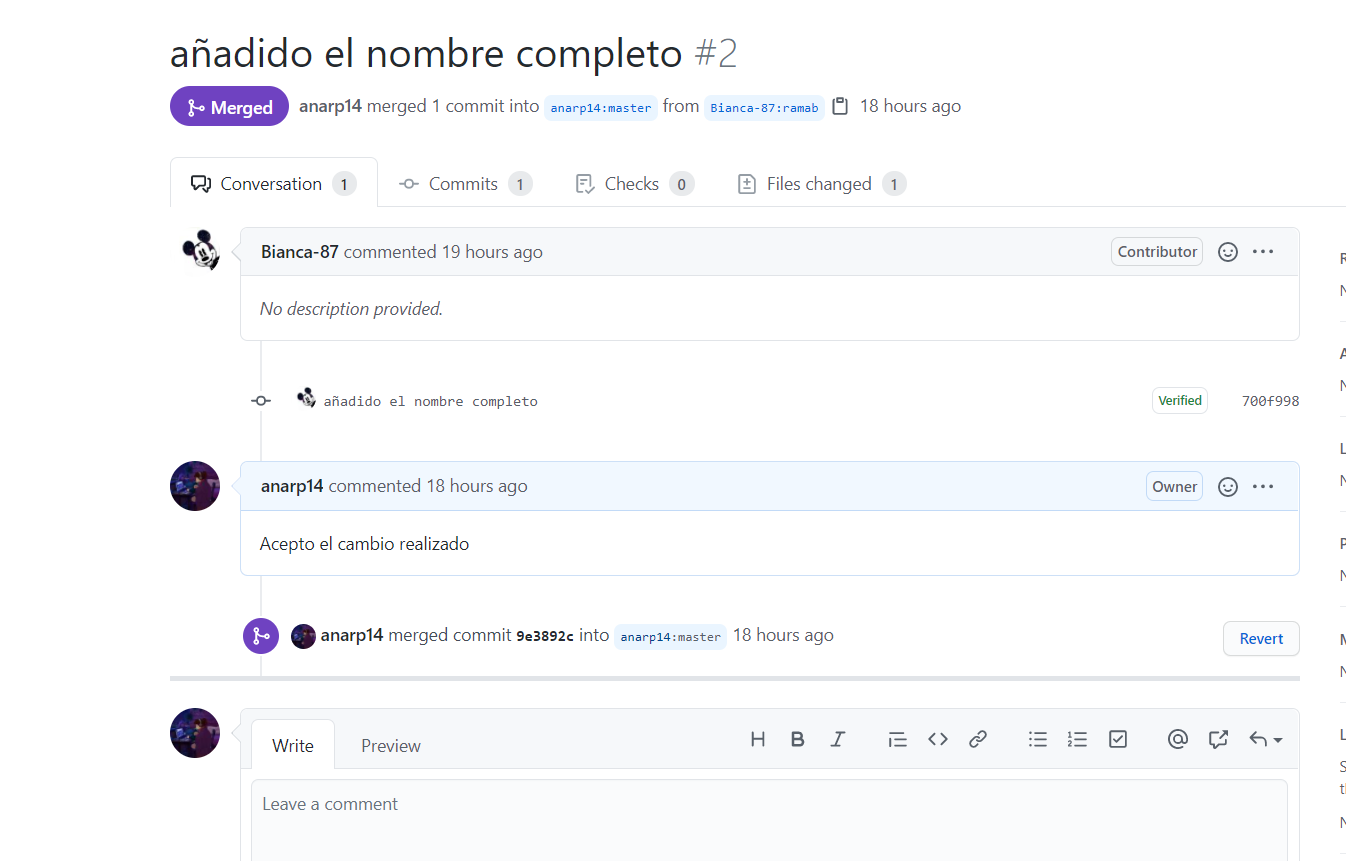 añadido el nombre completo #2
Merged anarp14 merged 1 commit into anarp14:master from Bianca-87:ramab 18 hours ago
Conversation 1 Commits 1 Checks 0 Files changed 1
Bianca-87 commented 19 hours ago Contributor
No description provided.
añadido el nombre completo Verified 700f998
anarp14 commented 18 hours ago Owner
Acepto el cambio realizado
anarp14 merged commit 9e3892c into anarp14:master 18 hours ago Revert
Write Preview
Leave a comment